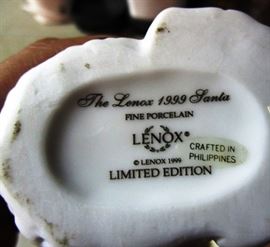 The Lenox 1999 Santa
FINE PORCELAIN
LENOX®
© LENOX 1999
LIMITED EDITION
CRAFTED IN
PHILIPPINES